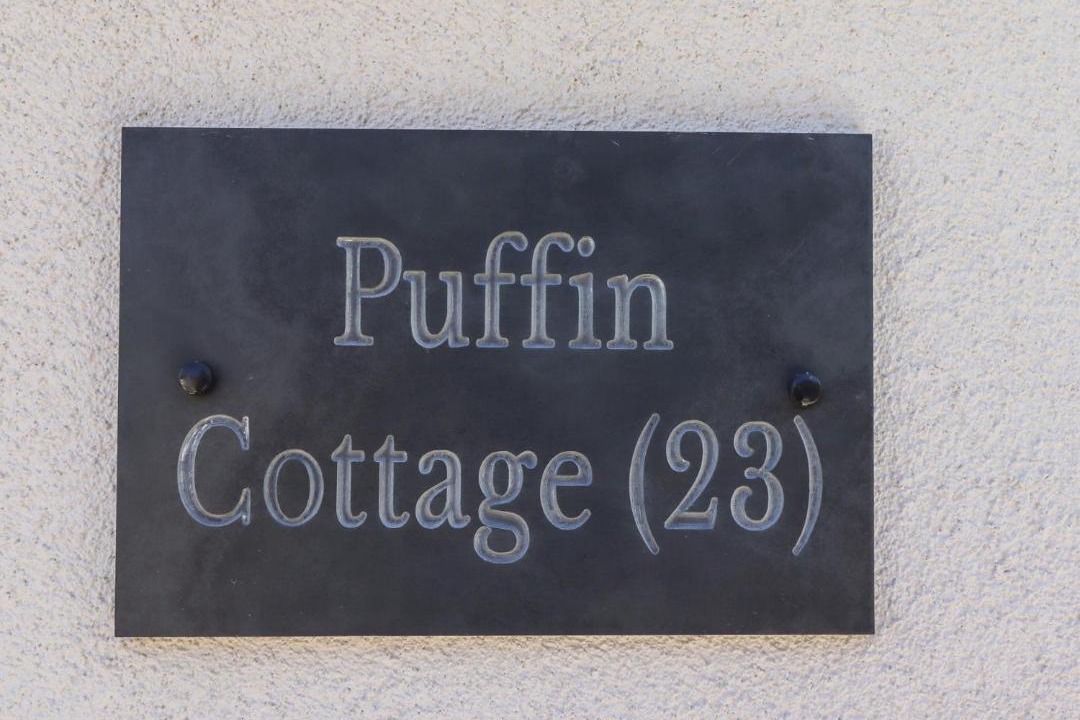 Puffin
Cottage (23)